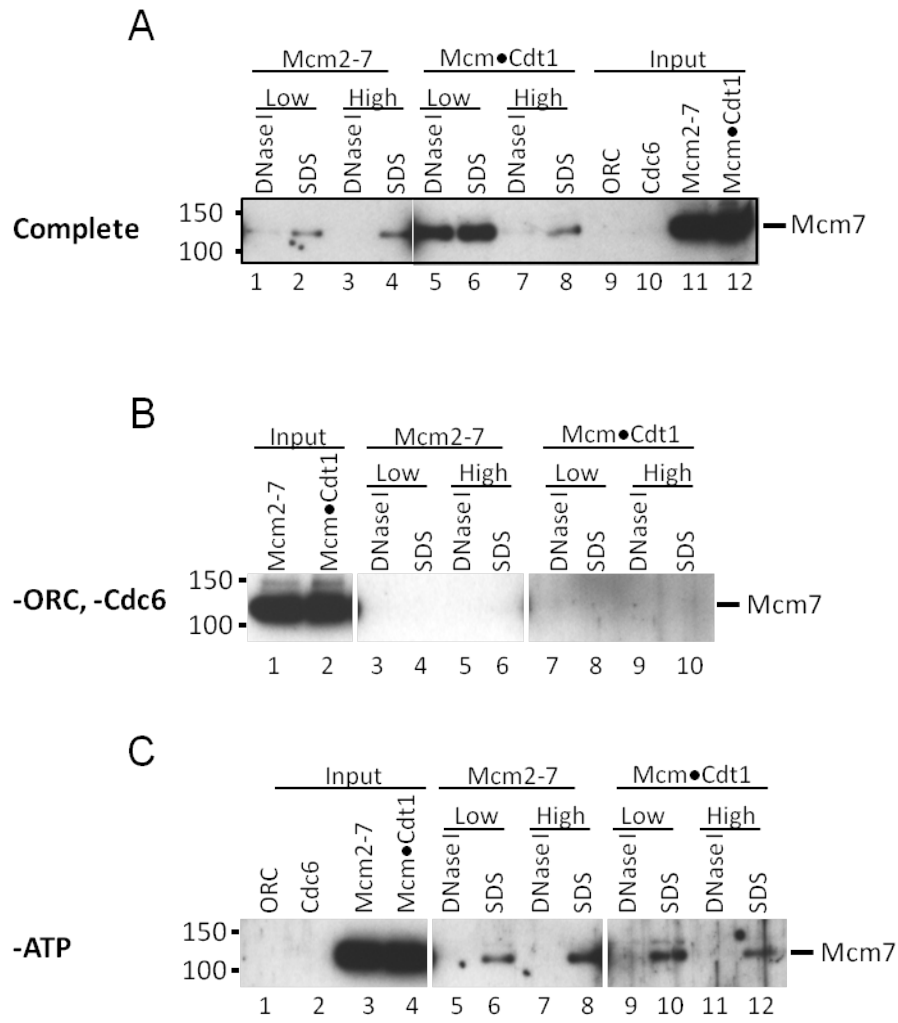 A
Mcm2-7 Mcm●Cdt1 Input
Low High Low High
DNase I SDS DNase I SDS DNase I SDS DNase I SDS ORC Cdc6 Mcm2-7 Mcm●Cdt1
Complete
150
100
Mcm7
1 2 3 4 5 6 7 8 9 10 11 12
B
Input Mcm2-7 Mcm●Cdt1
Low High Low High
Mcm2-7 Mcm●Cdt1 DNase I SDS DNase I SDS DNase I SDS DNase I SDS
-ORC, -Cdc6
150
100
Mcm7
1 2 3 4 5 6 7 8 9 10
C
Input Mcm2-7 Mcm●Cdt1
Low High Low High
ORC Cdc6 Mcm2-7 Mcm●Cdt1 DNase I SDS DNase I SDS DNase I SDS DNase I SDS
-ATP
150
100
Mcm7
1 2 3 4 5 6 7 8 9 10 11 12